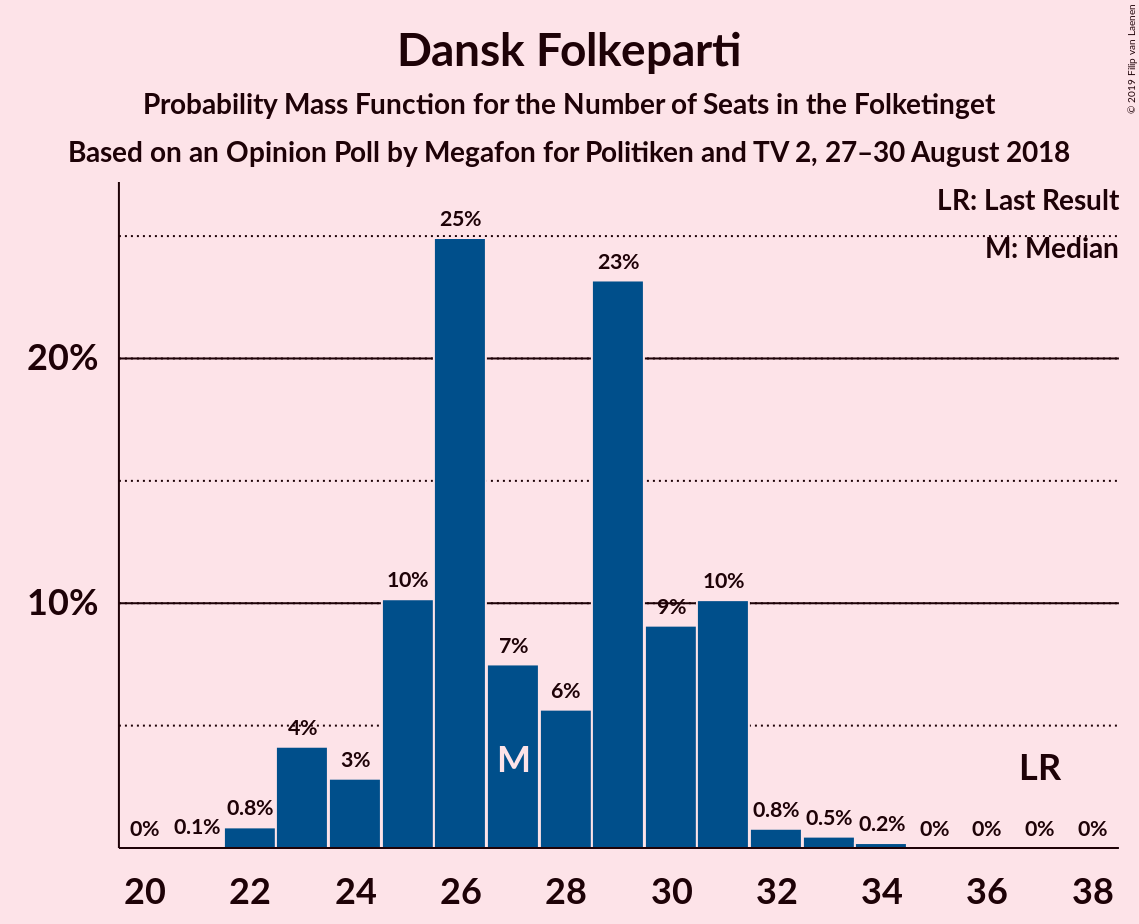 Dansk Folkeparti
Probability Mass Function for the Number of Seats in the Folketinget
Based on an Opinion Poll by Megafon for Politiken and TV 2, 27–30 August 2018
© 2019 Filip van Laenen
LR: Last Result
M: Median
20%
10%
0%
0.1%
0.8%
4%
3%
10%
25%
7%
6%
23%
9%
10%
0.8%
0.5%
0.2%
0%
0%
0%
0%
M
LR
20 22 24 26 28 30 32 34 36 38